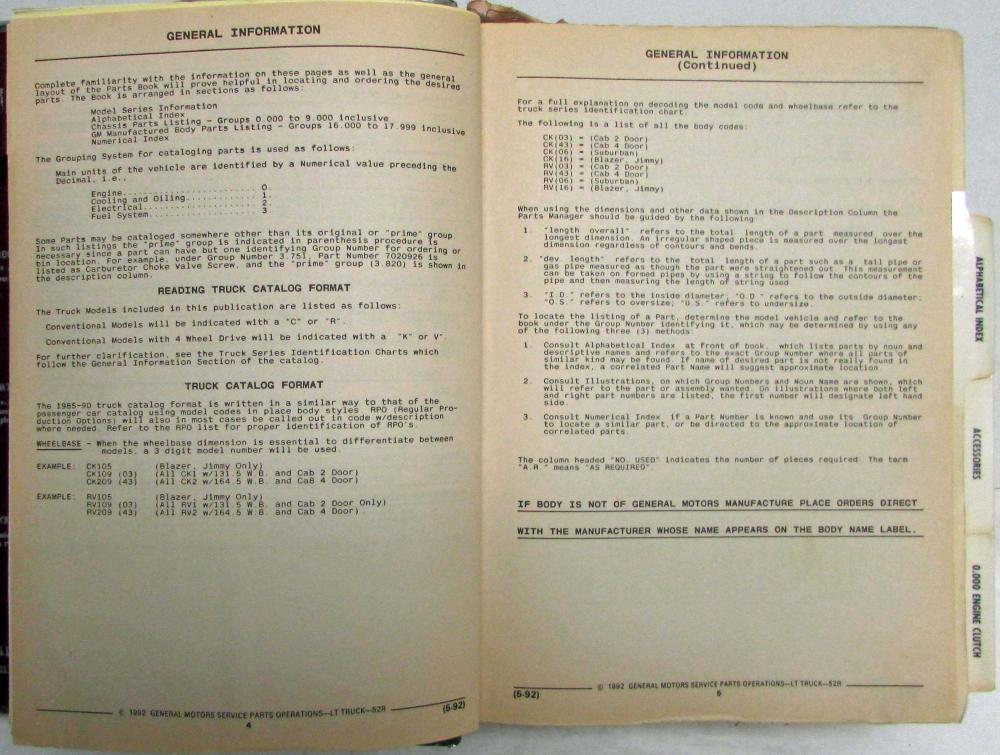 GENERAL INFORMATION
Complete familiarity with the information on these pages as well as the general
layout of the Parts Book will prove helpful in locating and ordering the desired
parts. The Book is arranged in sections as follows:
Model Series Information
Alphabetical Index
Chassis Parts Listing - Groups 0.000 to 9.000 inclusive
GM Manufactured Body Parts Listing - Groups 16.000 to 17.999 inclusive
Numerical Index
The Grouping System for cataloging parts is used as follows:
Main units of the vehicle are identified by a Numerical value preceding the
Decimal, i.e.,
Engine.......................... 0.
Cooling and Oiling.............. 1.
Electrical...................... 2.
Fuel System..................... 3.
Some Parts may be cataloged somewhere other than its original or "prime" group.
In such listings the "prime" group is indicated in parenthesis procedure is
necessary since a part can have but one identifying Group Number for ordering or
bin location. For example, under Group Number 3.751, Part Number 7020926 is
listed as Carburetor Choke Valve Screw, and the "prime" group (3.820) is shown in
the description column.
READING TRUCK CATALOG FORMAT
The Truck Models included in this publication are listed as follows:
Conventional Models will be indicated with a "C" or "R".
Conventional Models with 4 Wheel Drive will be indicated with a "K" or V".
For further clarification, see the Truck Series Identification Charts which
follow the General Information Section of the catalog.
TRUCK CATALOG FORMAT
The 1985-90 truck catalog format is written in a similar way to that of the
passenger car catalog using model codes in place body styles. RPO (Regular Pro-
duction Options) will also in most cases be called out in code w/description
where needed. Refer to the RPO list for proper identification of RPO's.
WHEELBASE - When the wheelbase dimension is essential to differentiate between
models, a 3 digit model number will be used.
EXAMPLE: CK105 (Blazer, Jimmy Only)
CK109 (03) (All CK1 w/131.5 W.B. and Cab 2 Door)
CK209 (43) (All CK2 w/164.5 W.B. and CaB 4 Door)
EXAMPLE: RV105 (Blazer, Jimmy Only)
RV109 (03) (All RV1 w/131.5 W.B. and Cab 2 Door Only)
RV209 (43) (All RV2 w/164.5 W.B. and Cab 4 Door).
© 1992 GENERAL MOTORS SERVICE PARTS OPERATIONS—LT TRUCK—52R
4
(5-92)
GENERAL INFORMATION
(Continued)
For a full explanation on decoding the model code and wheelbase refer to the
truck series identification chart.
The following is a list of all the body codes:
CK(03) = (Cab 2 Door)
CK(43) = (Cab 4 Door)
CK(06) = (Suburban)
CK(16) = (Blazer, Jimmy)
RV(03) = (Cab 2 Door)
RV(43) = (Cab 4 Door)
RV(06) = (Suburban)
RV(16) = (Blazer, Jimmy)
When using the dimensions and other data shown in the Description Column the
Parts Manager should be guided by the following:
1. "length overall" refers to the total length of a part measured over the
longest dimension. An irregular shaped piece is measured over the longest
dimension regardless of contours and bends.
2. "dev. length" refers to the total length of a part such as a tail pipe or
gas pipe measured as though the part were straightened out. This measurement
can be taken on formed pipes by using a string to follow the contours of the
pipe and then measuring the length of string used.
3. "I.D." refers to the inside diameter; "O.D." refers to the outside diameter;
"O.S." refers to oversize; "U.S." refers to undersize.
To locate the listing of a Part, determine the model vehicle and refer to the
book under the Group Number Identifying it, which may be determined by using any
of the following three (3) methods:
1. Consult Alphabetical Index at front of book, which lists parts by noun and
descriptive names and refers to the exact Group Number where all parts of
similar kind may be found. If name of desired part is not really found in
the index, a correlated Part Name will suggest approximate location.
2. Consult Illustrations, on which Group Numbers and Noun Name are shown, which
will refer to the part or assembly wanted. On illustrations where both left
and right part numbers are listed, the first number will designate left hand
side.
3. Consult Numerical Index if a Part Number is known and use its Group Number
to locate a similar part, or be directed to the approximate location of
correlated parts.
The column headed "NO. USED" indicates the number of pieces required. The term
"A.R." means "AS REQUIRED".
IF BODY IS NOT OF GENERAL MOTORS MANUFACTURE PLACE ORDERS DIRECT
WITH THE MANUFACTURER WHOSE NAME APPEARS ON THE BODY NAME LABEL.
© 1992 GENERAL MOTORS SERVICE PARTS OPERATIONS—LT TRUCK—52R
(5-92)
5
ALPHABETICAL INDEX
ACCESSORIES
0.000 ENGINE CLUTCH